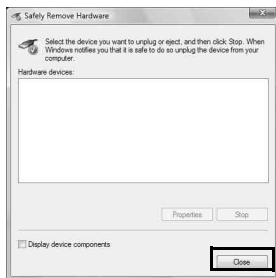 Safely Remove Hardware
Select the device you want to unplug or eject, and then click Stop. When
Windows notifies you that it is safe to do so unplug the device from your
computer.
Hardware devices:
Properties
Stop
Display device components
Close